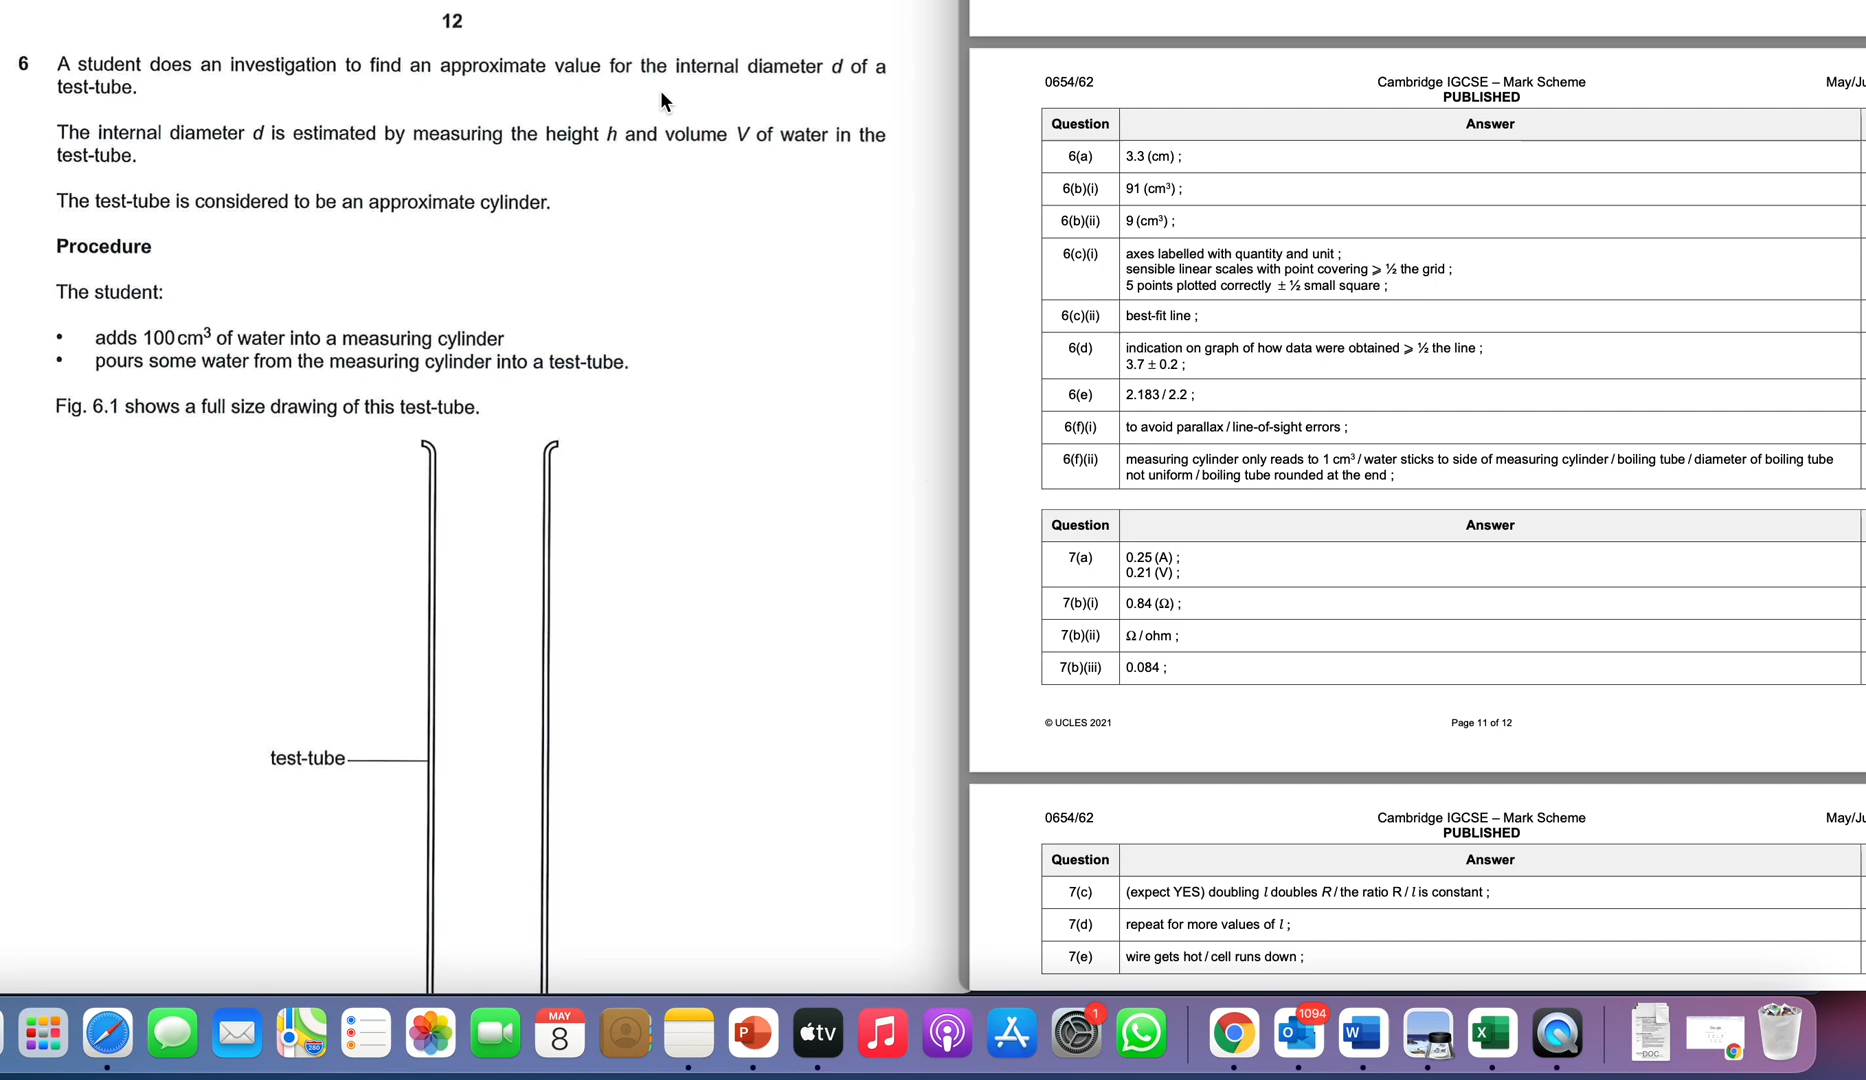 12
6 A student does an investigation to find an approximate value for the internal diameter d of a
test-tube.
The internal diameter d is estimated by measuring the height h and volume V of water in the
test-tube.
The test-tube is considered to be an approximate cylinder.
Procedure
The student:
• adds 100 cm³ of water into a measuring cylinder
• pours some water from the measuring cylinder into a test-tube.
Fig. 6.1 shows a full size drawing of this test-tube.
test-tube
0654/62 Cambridge IGCSE – Mark Scheme May/Ju
PUBLISHED
Question Answer
6(a) 3.3 (cm) ;
6(b)(i) 91 (cm³) ;
6(b)(ii) 9 (cm³) ;
6(c)(i) axes labelled with quantity and unit ;
sensible linear scales with point covering ⩾ ½ the grid ;
5 points plotted correctly ± ½ small square ;
6(c)(ii) best-fit line ;
6(d) indication on graph of how data were obtained ⩾ ½ the line ;
3.7 ± 0.2 ;
6(e) 2.183 / 2.2 ;
6(f)(i) to avoid parallax / line-of-sight errors ;
6(f)(ii) measuring cylinder only reads to 1 cm³ / water sticks to side of measuring cylinder / boiling tube / diameter of boiling tube
not uniform / boiling tube rounded at the end ;
Question Answer
7(a) 0.25 (A) ;
0.21 (V) ;
7(b)(i) 0.84 (Ω) ;
7(b)(ii) Ω / ohm ;
7(b)(iii) 0.084 ;
© UCLES 2021 Page 11 of 12
0654/62 Cambridge IGCSE – Mark Scheme May/Ju
PUBLISHED
Question Answer
7(c) (expect YES) doubling l doubles R / the ratio R / l is constant ;
7(d) repeat for more values of l ;
7(e) wire gets hot / cell runs down ;
280
MAY
8
P
tv
1
1094
O
W
X
DOC
Google